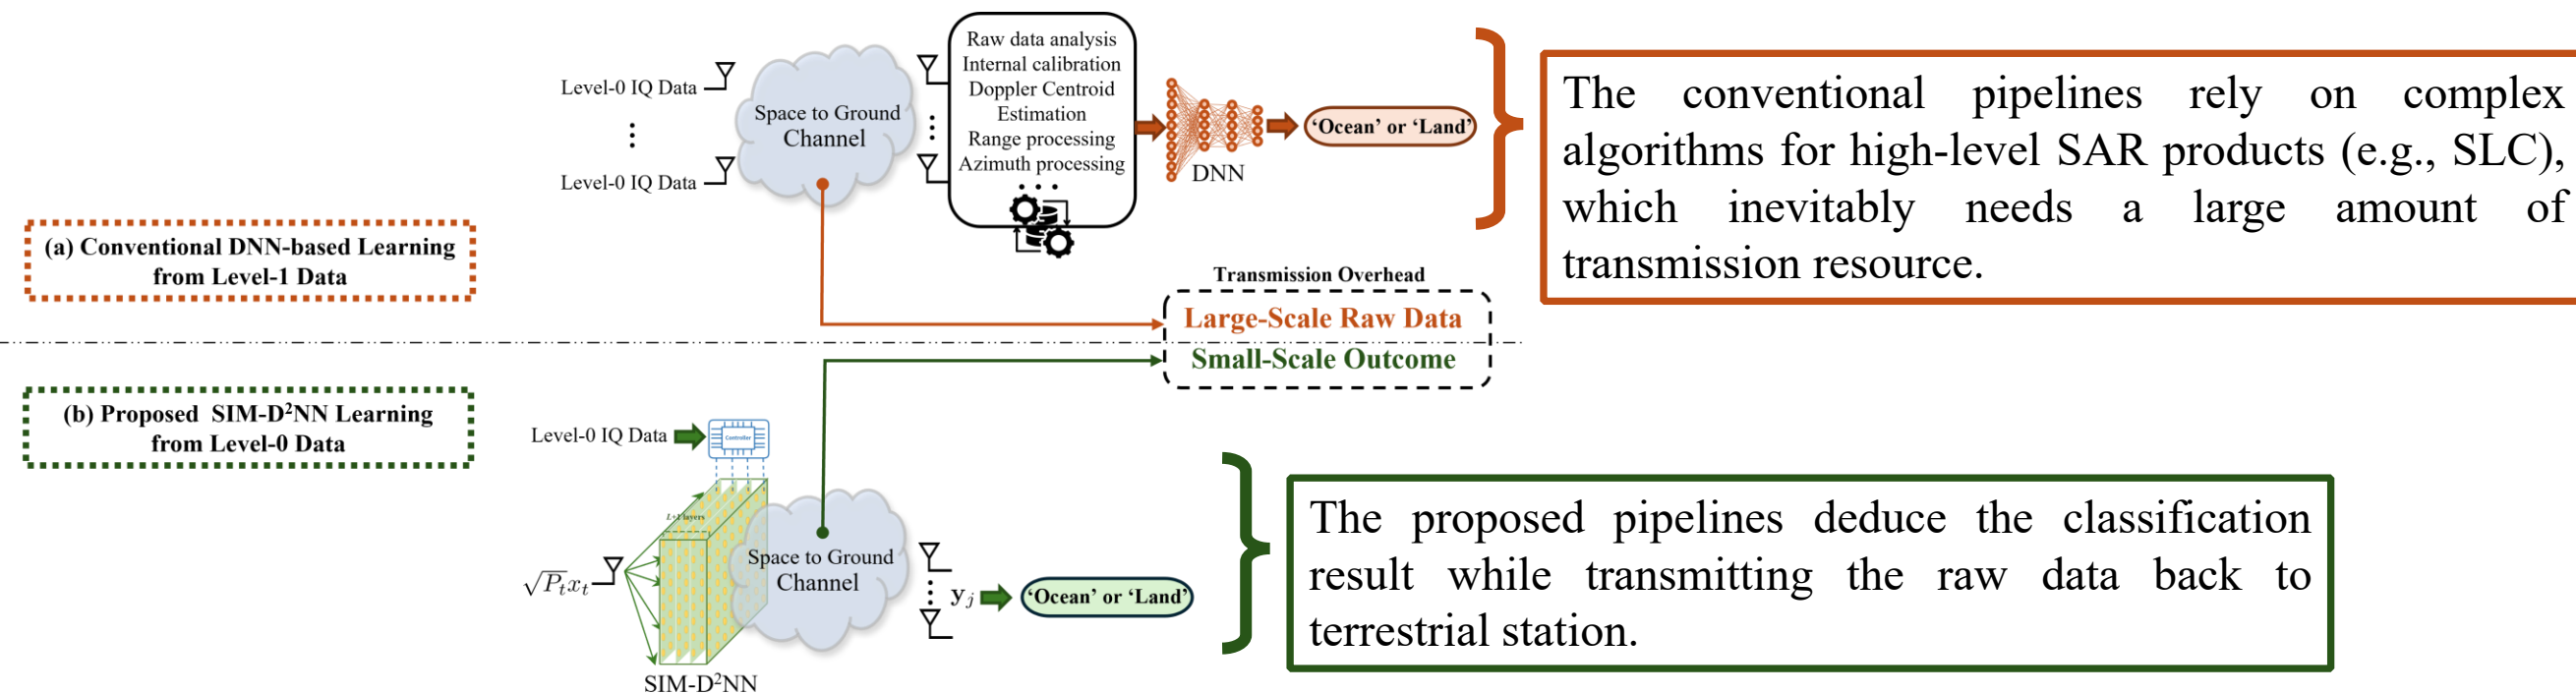 Level-0 IQ Data
Level-0 IQ Data
Space to Ground
Channel
Raw data analysis
Internal calibration
Doppler Centroid
Estimation
Range processing
Azimuth processing
DNN
‘Ocean’ or ‘Land’
The conventional pipelines rely on complex
algorithms for high-level SAR products (e.g., SLC),
which inevitably needs a large amount of
transmission resource.
(a) Conventional DNN-based Learning
from Level-1 Data
Transmission Overhead
Large-Scale Raw Data
Small-Scale Outcome
(b) Proposed SIM-D²NN Learning
from Level-0 Data
Level-0 IQ Data
Controller
L+1 layers
√Pₜxₜ
Space to Ground
Channel
yⱼ
‘Ocean’ or ‘Land’
SIM-D²NN
The proposed pipelines deduce the classification
result while transmitting the raw data back to
terrestrial station.